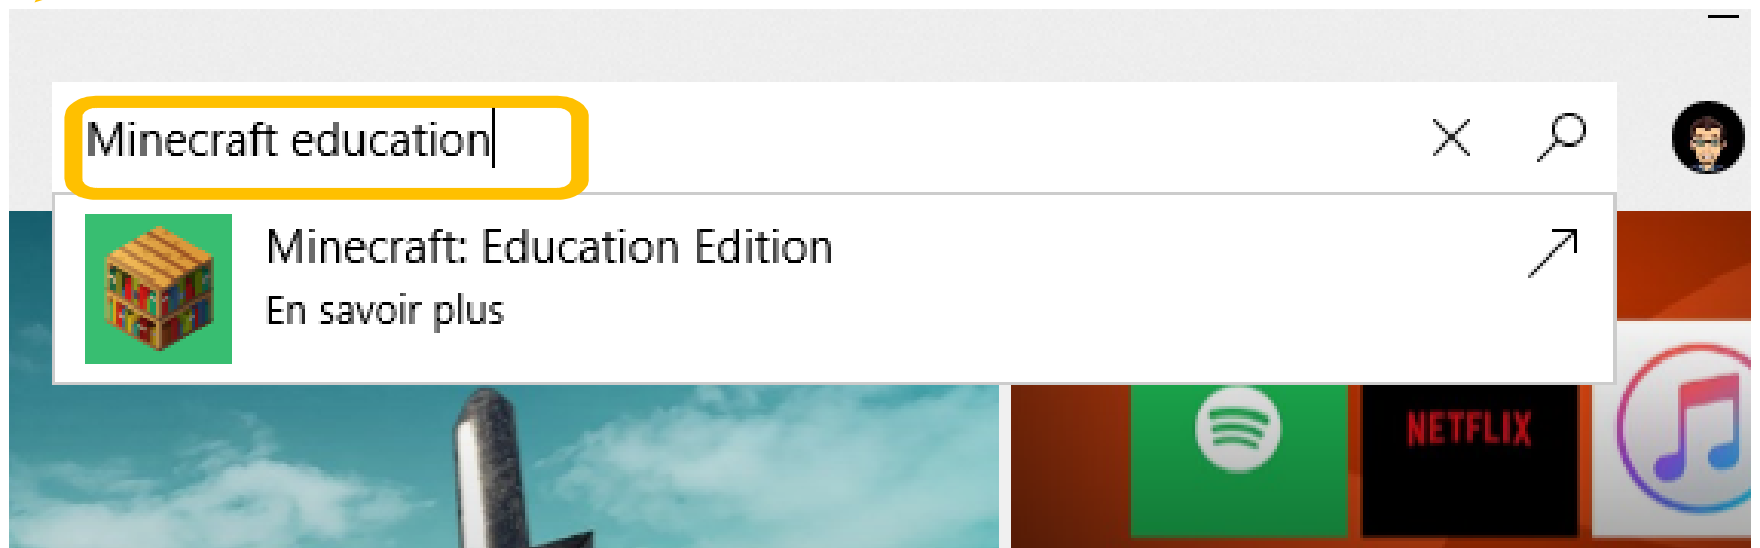 Minecraft education
Minecraft: Education Edition
En savoir plus
NETFLIX